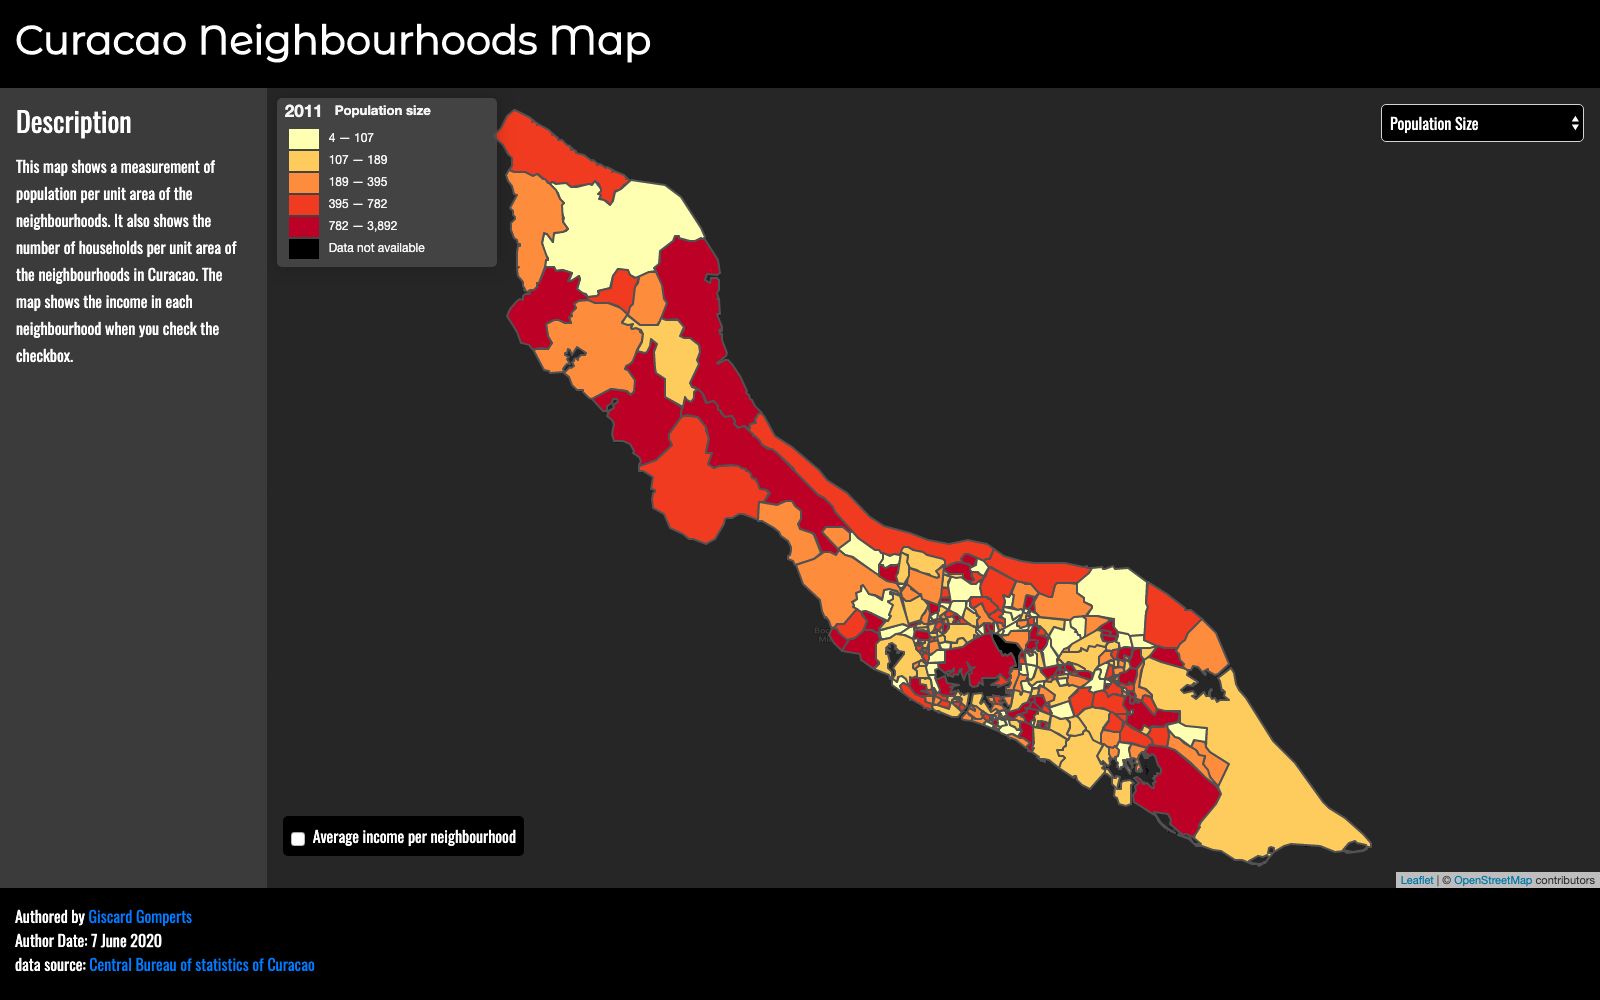 Curacao Neighbourhoods Map
Description
This map shows a measurement of
population per unit area of the
neighbourhoods. It also shows the
number of households per unit area of
the neighbourhoods in Curacao. The
map shows the income in each
neighbourhood when you check the
checkbox.
2011 Population size
4 — 107
107 — 189
189 — 395
395 — 782
782 — 3,892
Data not available
Population Size
Average income per neighbourhood
Leaflet | © OpenStreetMap contributors
Authored by Giscard Gomperts
Author Date: 7 June 2020
data source: Central Bureau of statistics of Curacao